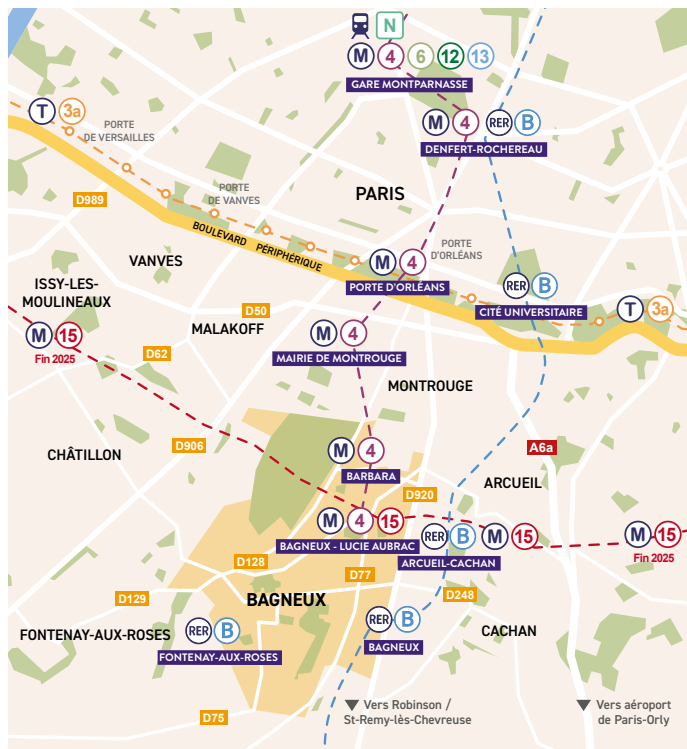 N
M 4 6 12 13
GARE MONTPARNASSE
T 3a
M 4 RER B
DENFERT-ROCHEREAU
PORTE
DE VERSAILLES
PARIS
PORTE
DE VANVES
D989
BOULEVARD PÉRIPHÉRIQUE
PORTE
D'ORLÉANS
VANVES
M 4
PORTE D'ORLÉANS
RER B
CITÉ UNIVERSITAIRE
ISSY-LES-
MOULINEAUX
T 3a
D50
M 15
Fin 2025
MALAKOFF
M 4
MAIRIE DE MONTROUGE
D62
MONTROUGE
D906
A6a
CHÂTILLON
M 4
BARBARA
ARCUEIL
D920
M 4 15
BAGNEUX - LUCIE AUBRAC
RER B M 15
ARCUEIL-CACHAN
M 15
Fin 2025
D128
D77
D129
BAGNEUX
D248
FONTENAY-AUX-ROSES
RER B
FONTENAY-AUX-ROSES
RER B
BAGNEUX
CACHAN
Vers Robinson /
St-Remy-lès-Chevreuse
Vers aéroport
de Paris-Orly
D75